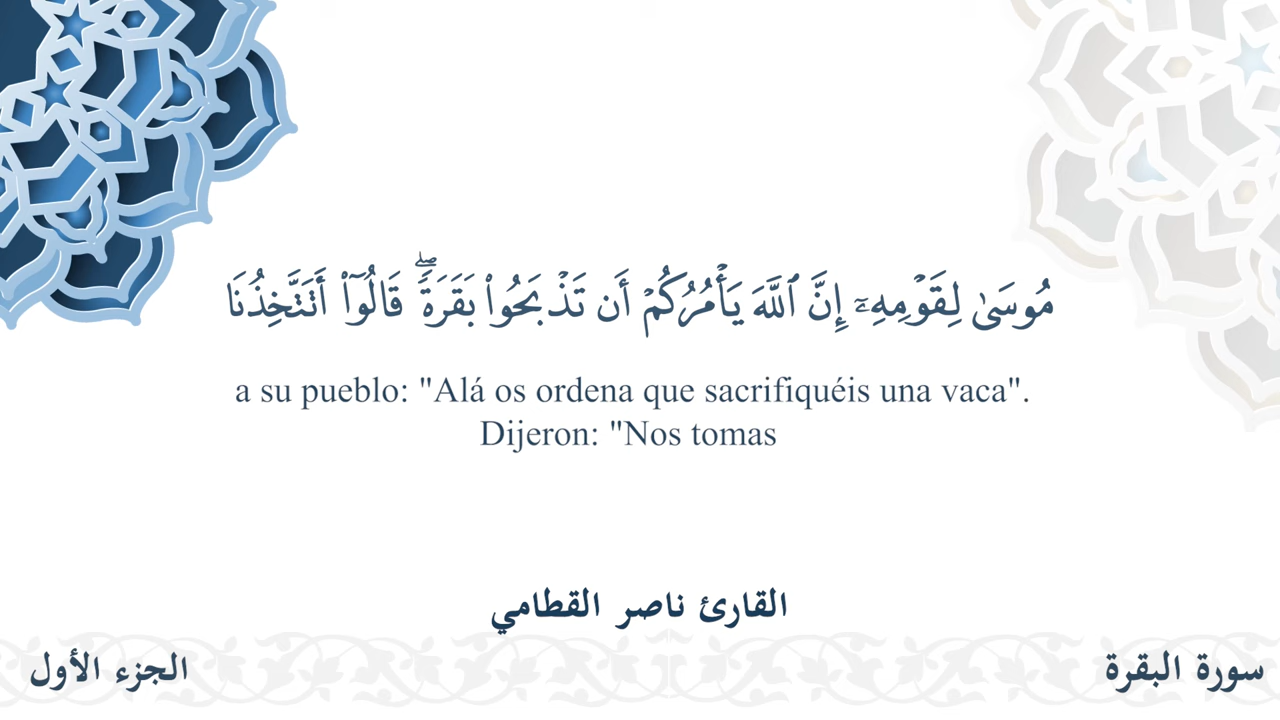 مُوسَىٰ لِقَوْمِهِۦٓ إِنَّ ٱللَّهَ يَأْمُرُكُمْ أَن تَذْبَحُوا۟ بَقَرَةًۖ قَالُوٓا۟ أَتَتَّخِذُنَا
a su pueblo: "Alá os ordena que sacrifiquéis una vaca".
Dijeron: "Nos tomas
القارئ ناصر القطامي
سورة البقرة
الجزء الأول